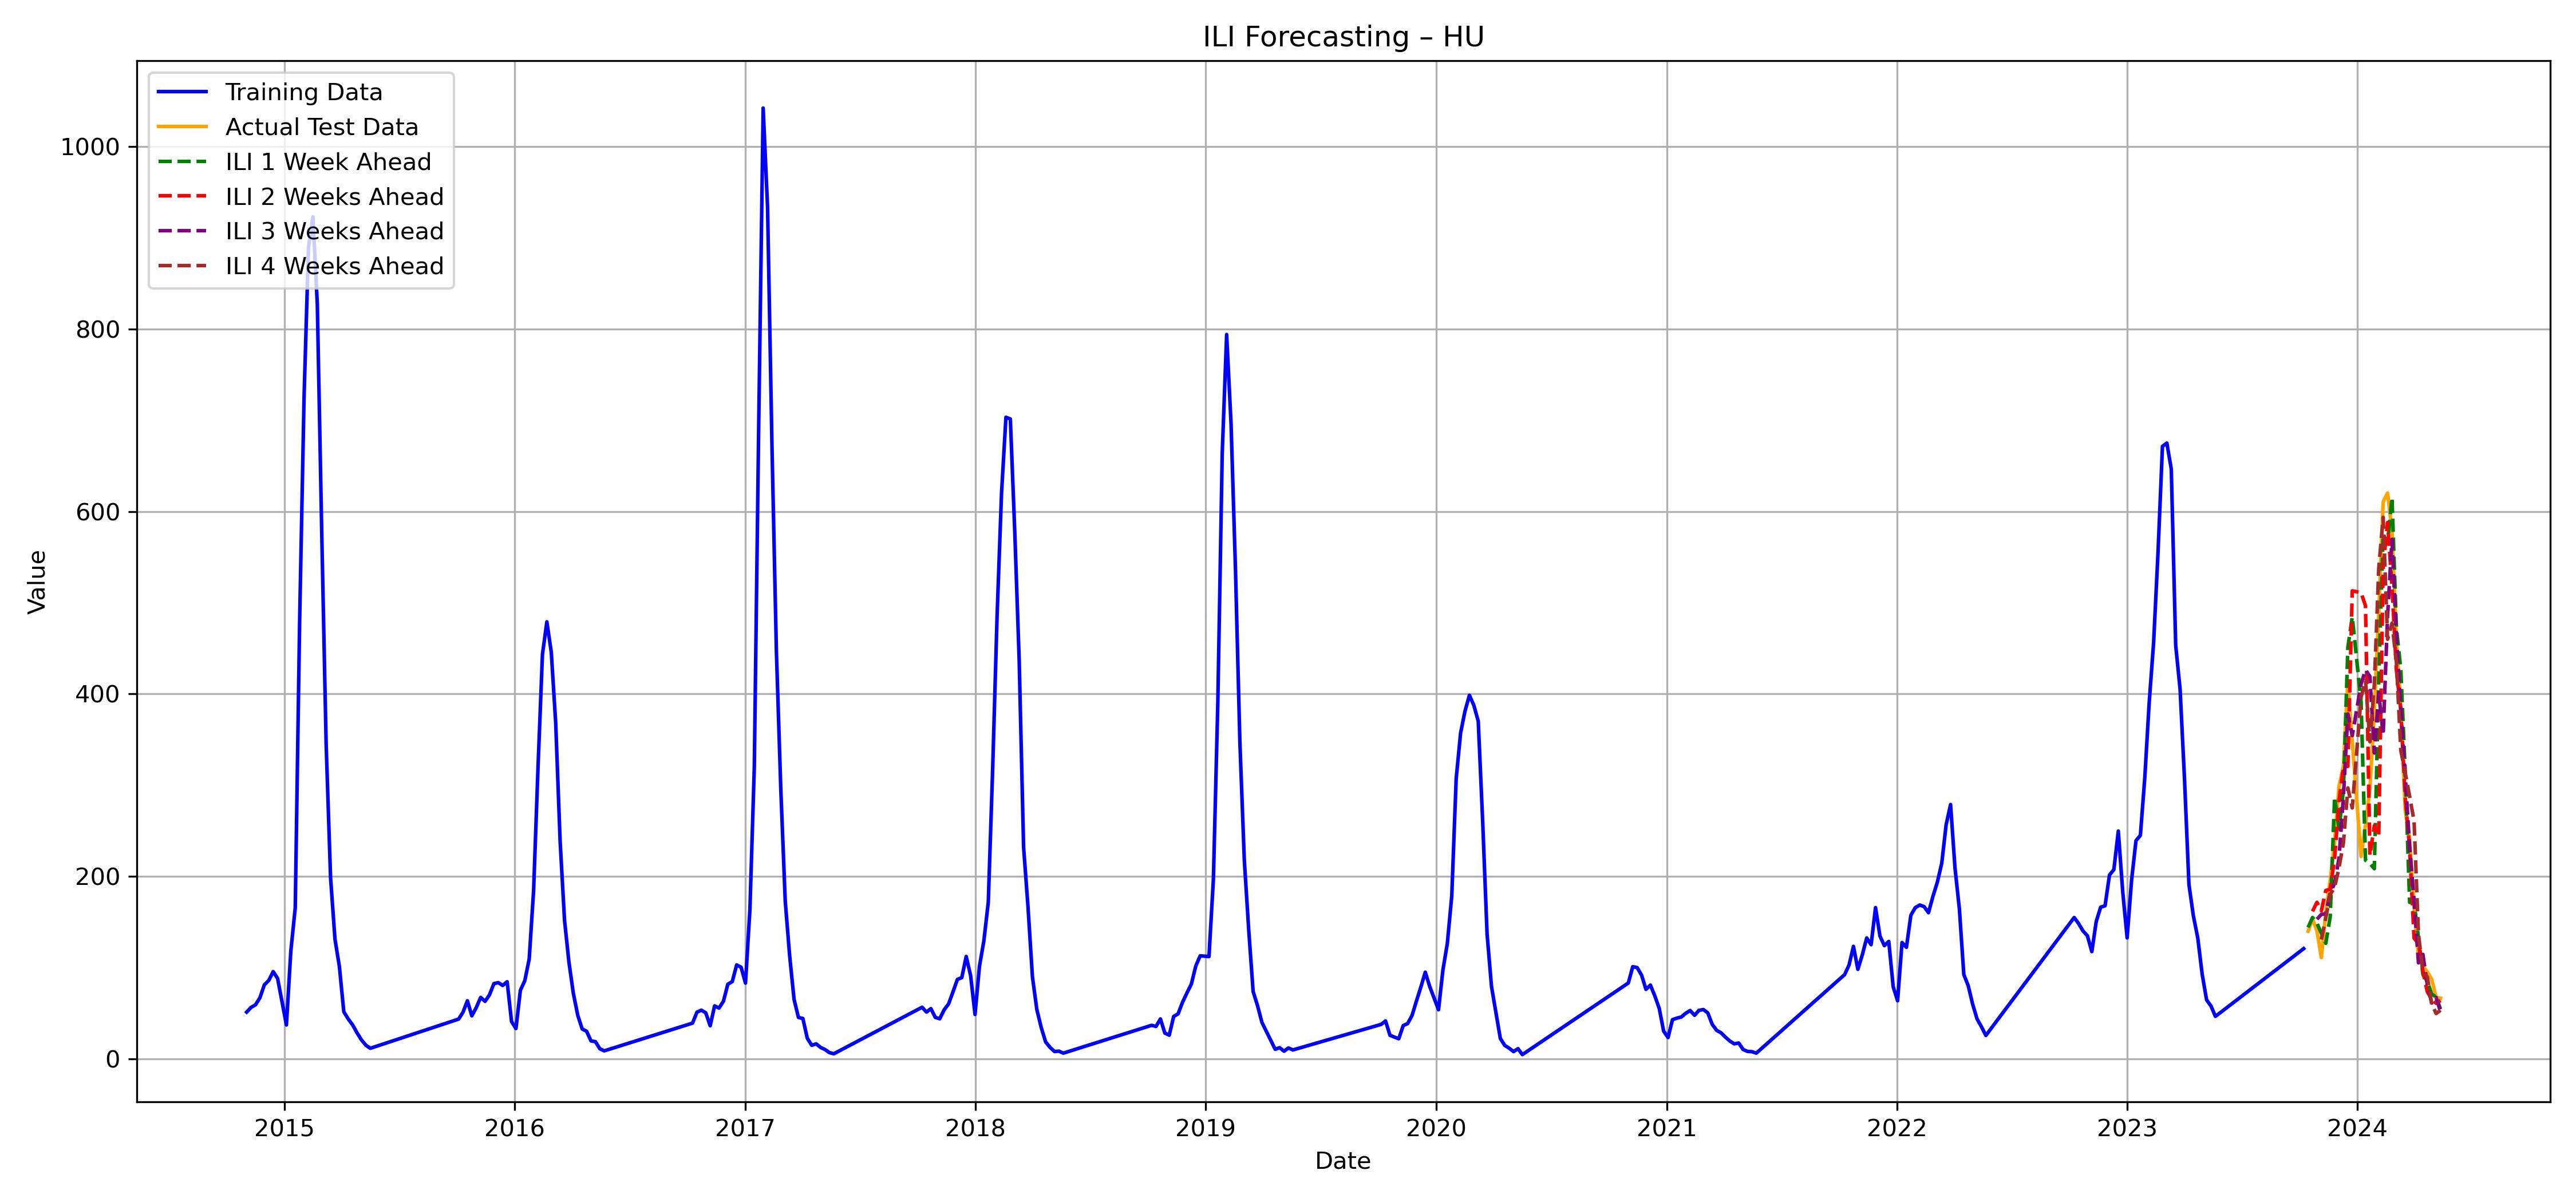 ILI Forecasting – HU
Training Data
Actual Test Data
ILI 1 Week Ahead
ILI 2 Weeks Ahead
ILI 3 Weeks Ahead
ILI 4 Weeks Ahead
1000
800
600
400
200
0
Value
2015 2016 2017 2018 2019 2020 2021 2022 2023 2024
Date